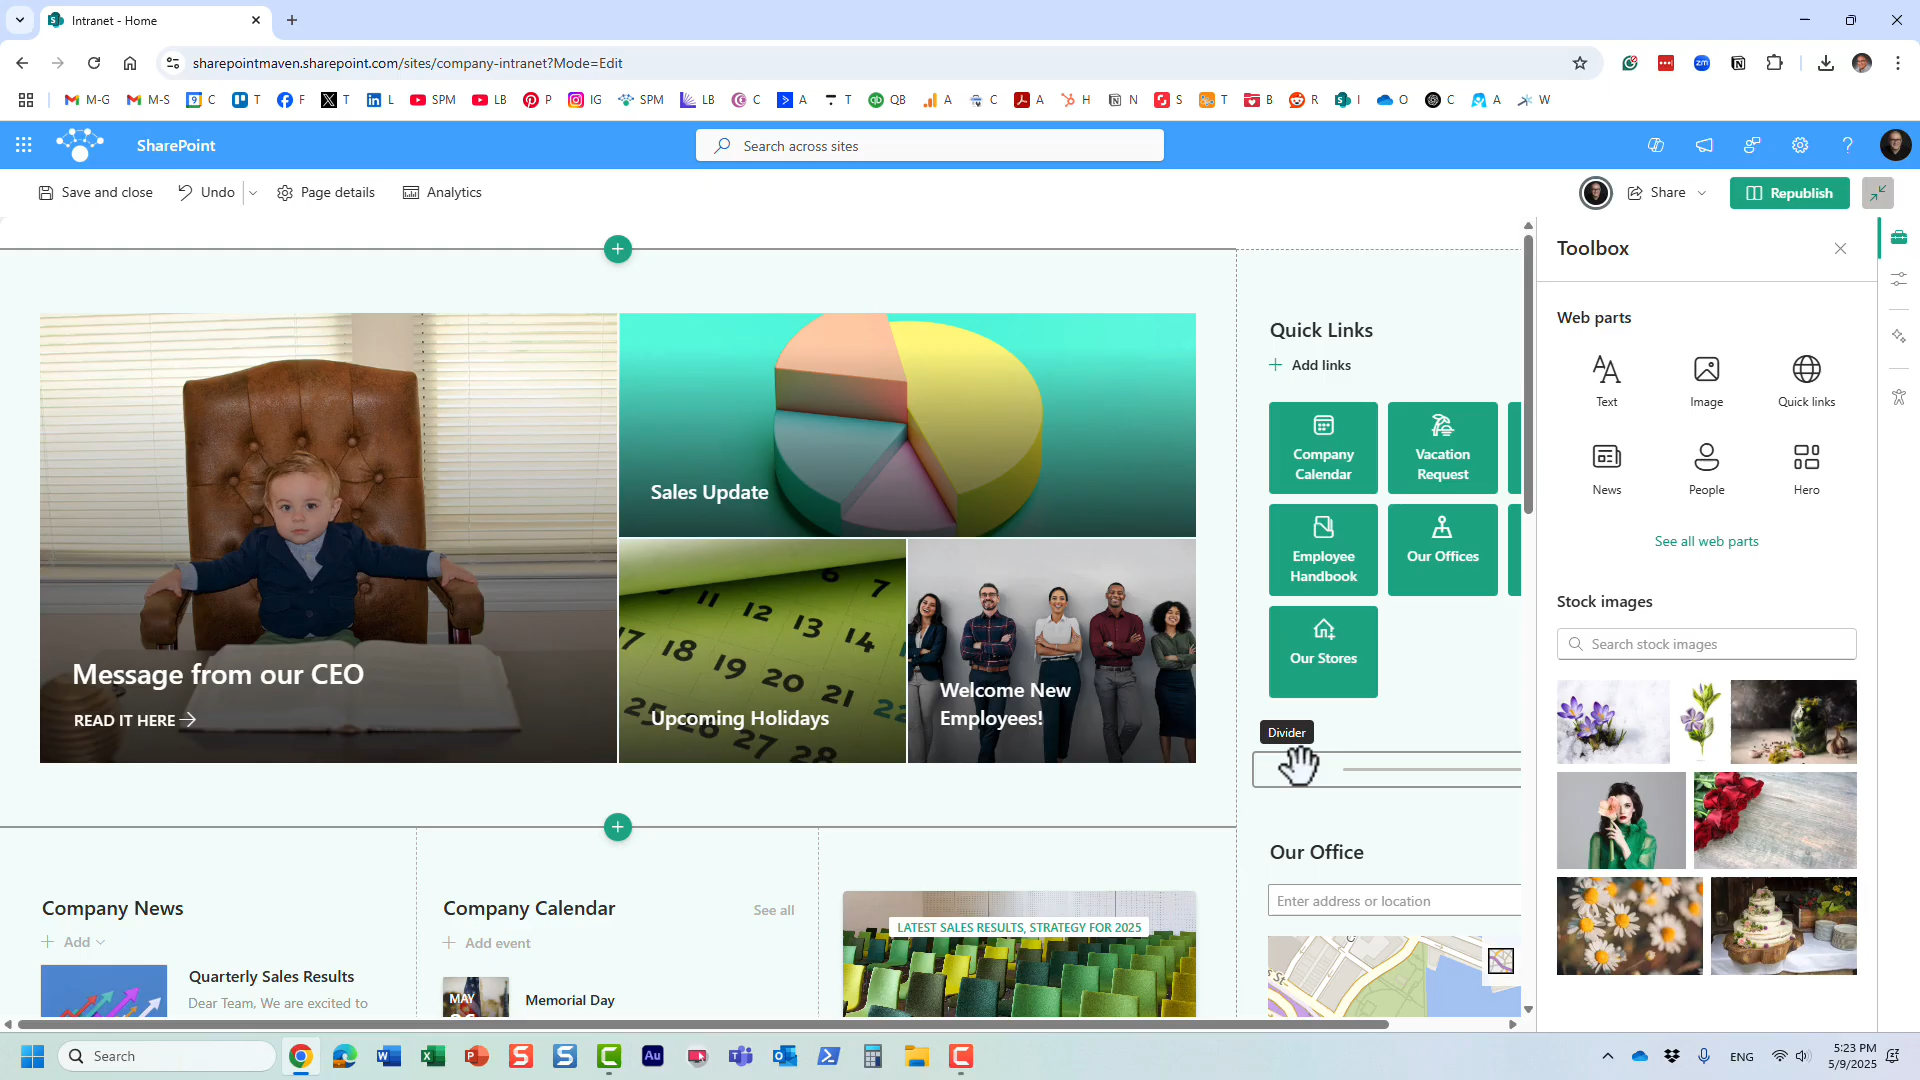 Intranet - Home
sharepointmaven.sharepoint.com/sites/company-intranet?Mode=Edit
M-G
M-S
C
T
F
T
L
SPM
LB
P
IG
SPM
LB
C
A
T
QB
A
C
A
H
N
S
T
B
R
I
O
C
A
W
SharePoint
Search across sites
Save and close
Undo
Page details
Analytics
Share
Republish
Message from our CEO
READ IT HERE
Sales Update
Upcoming Holidays
Welcome New
Employees!
Quick Links
Add links
Company
Calendar
Vacation
Request
Employee
Handbook
Our Offices
Our Stores
Divider
Our Office
Enter address or location
Company News
Add
Quarterly Sales Results
Dear Team, We are excited to
Company Calendar
See all
Add event
MAY
Memorial Day
LATEST SALES RESULTS, STRATEGY FOR 2025
Toolbox
Web parts
Text
Image
Quick links
News
People
Hero
See all web parts
Stock images
Search stock images
Search
ENG
5:23 PM
5/9/2025